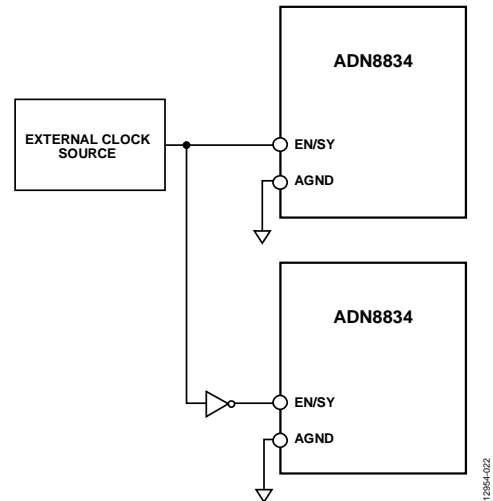 ADN8834
EXTERNAL CLOCK
SOURCE
EN/SY
AGND
ADN8834
EN/SY
AGND
12954-022